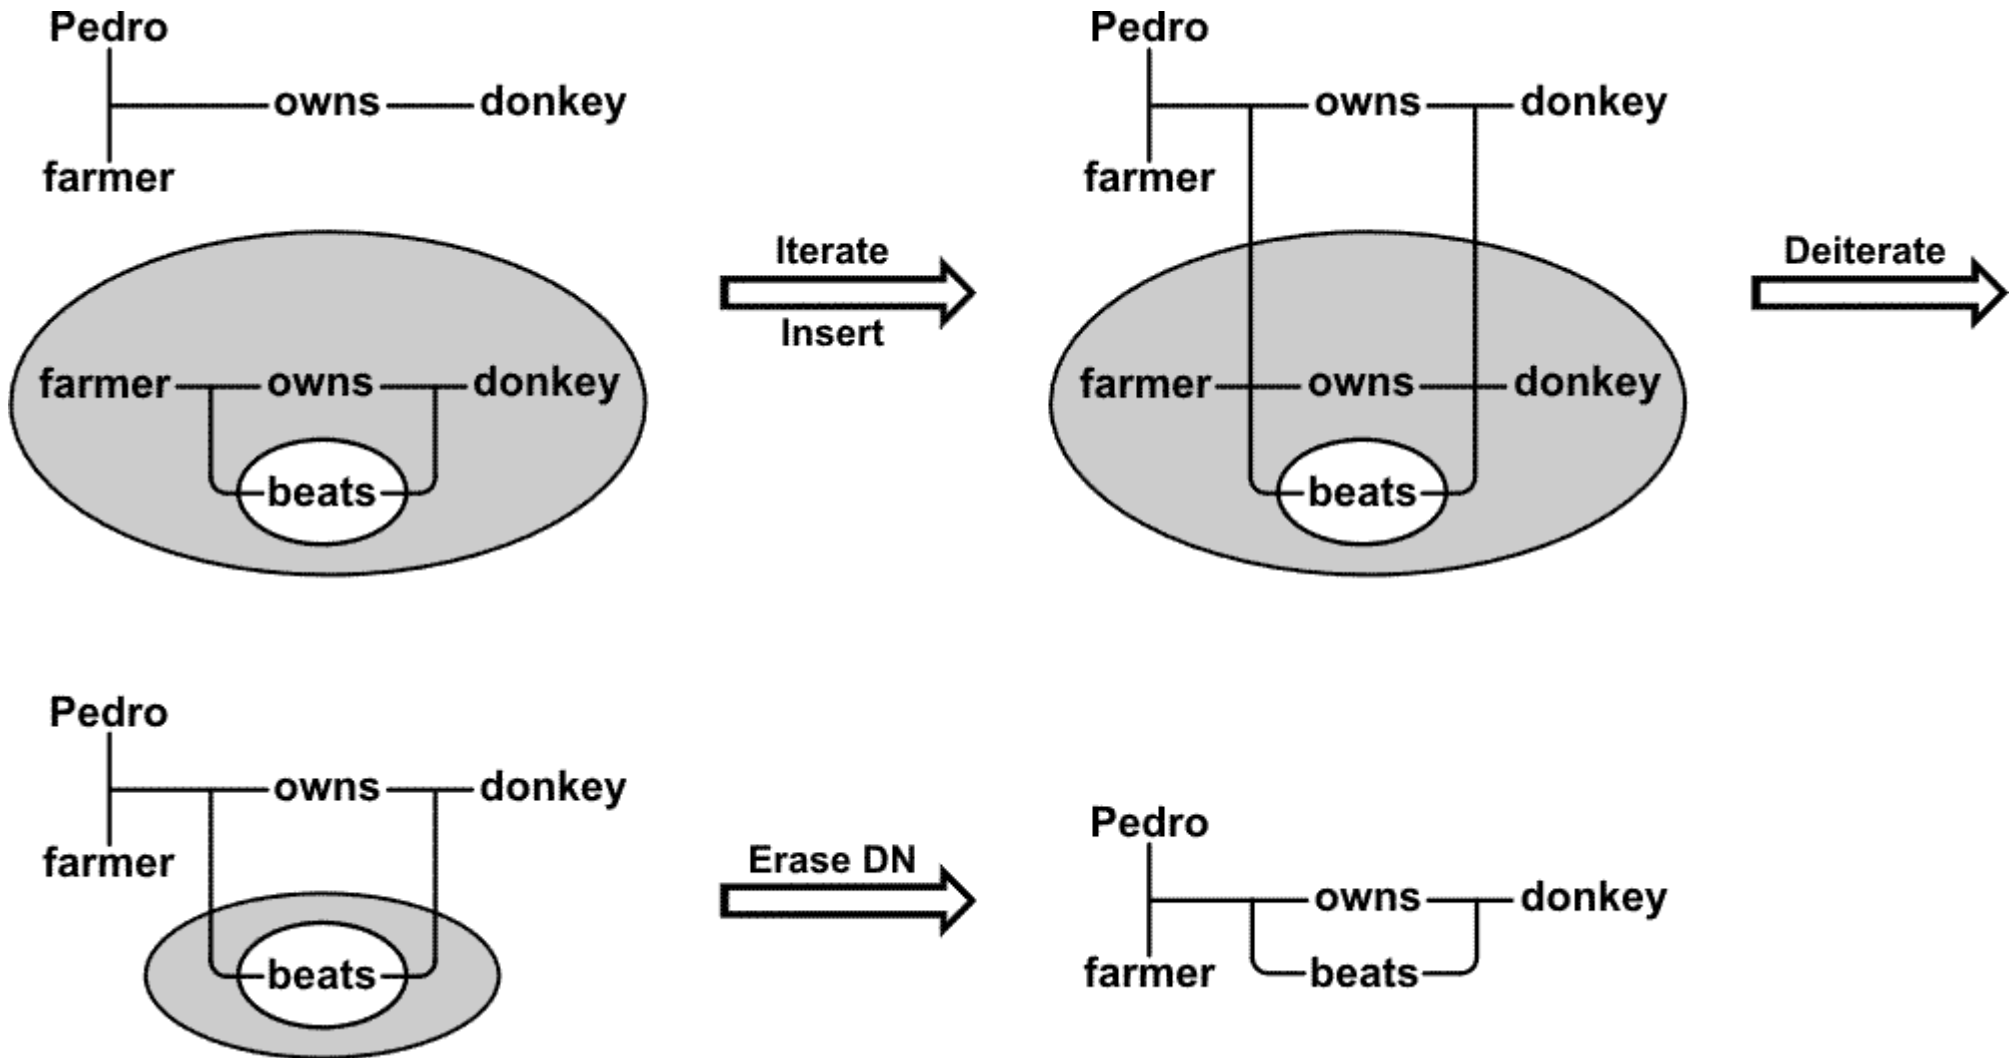 Pedro
owns donkey
farmer
farmer owns donkey
beats
Iterate
Insert
Pedro
owns donkey
farmer
farmer owns donkey
beats
Deiterate
Pedro
owns donkey
farmer
beats
Erase DN
Pedro
owns donkey
farmer beats